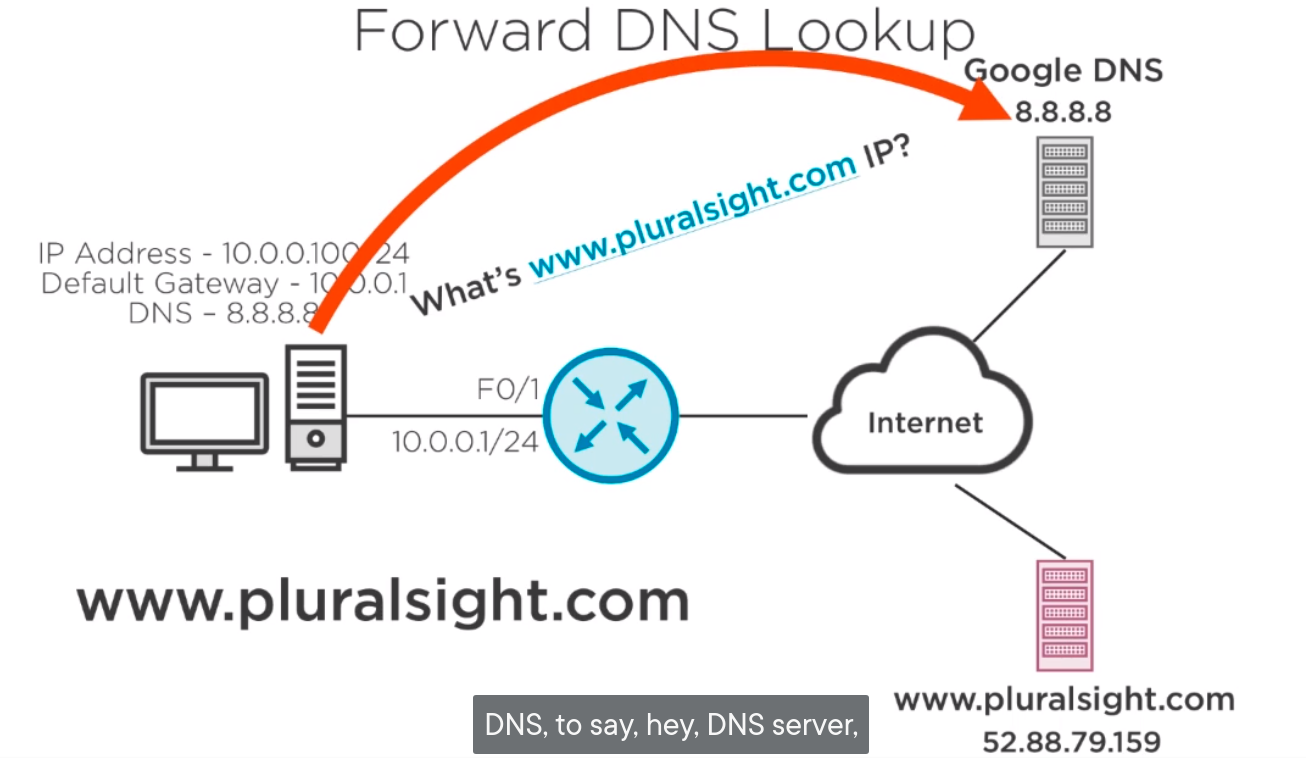 Forward DNS Lookup
Google DNS
8.8.8.8
What's www.pluralsight.com IP?
IP Address - 10.0.0.100/24
Default Gateway - 10.0.0.1
DNS – 8.8.8.8
F0/1
10.0.0.1/24
Internet
www.pluralsight.com
www.pluralsight.com
52.88.79.159
DNS, to say, hey, DNS server,